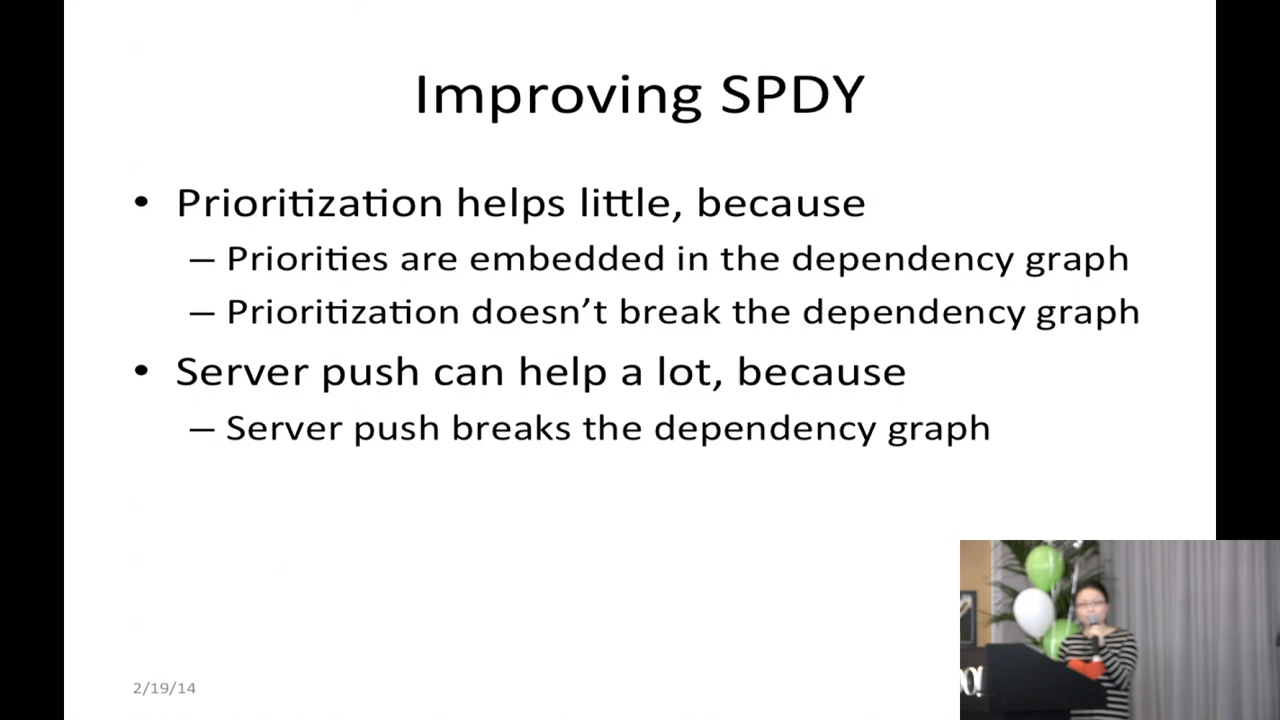 Improving SPDY
• Prioritization helps little, because
– Priorities are embedded in the dependency graph
– Prioritization doesn't break the dependency graph
• Server push can help a lot, because
– Server push breaks the dependency graph
2/19/14